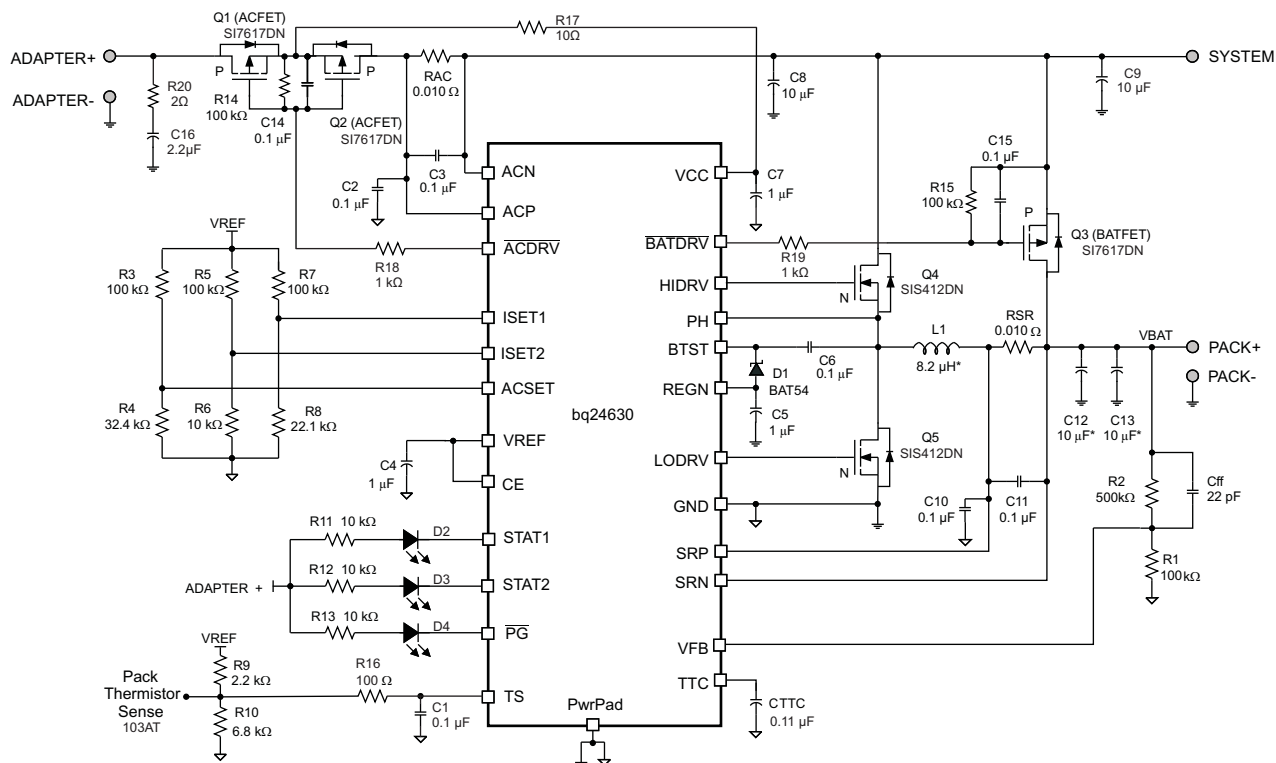 Q1 (ACFET)
SI7617DN
R17
10Ω
ADAPTER+
P
P
RAC
0.010 Ω
SYSTEM
R20
2Ω
C8
10 µF
C9
10 µF
ADAPTER-
R14
100 kΩ
C14
0.1 µF
Q2 (ACFET)
SI7617DN
C16
2.2µF
C15
0.1 µF
C3
0.1 µF
C2
0.1 µF
ACN
VCC
C7
1 µF
R15
100 kΩ
P
ACP
VREF
ACDRV
BATDRV
Q3 (BATFET)
SI7617DN
R18
1 kΩ
R19
1 kΩ
R3
100 kΩ
R5
100 kΩ
R7
100 kΩ
HIDRV
Q4
SIS412DN
N
ISET1
PH
RSR
0.010 Ω
L1
8.2 µH*
VBAT
ISET2
BTST
C6
0.1 µF
PACK+
D1
BAT54
PACK-
ACSET
REGN
R4
32.4 kΩ
R6
10 kΩ
R8
22.1 kΩ
bq24630
C5
1 µF
C12
10 µF*
C13
10 µF*
VREF
Q5
SIS412DN
LODRV
N
C4
1 µF
CE
R2
500kΩ
Cff
22 pF
GND
C10
0.1 µF
C11
0.1 µF
R11 10 kΩ
D2
STAT1
SRP
R12 10 kΩ
ADAPTER +
D3
STAT2
SRN
R1
100kΩ
R13 10 kΩ
D4
PG
VREF
VFB
R9
2.2 kΩ
R16
100 Ω
Pack
Thermistor
Sense
103AT
TTC
TS
R10
6.8 kΩ
C1
0.1 µF
PwrPad
CTTC
0.11 µF